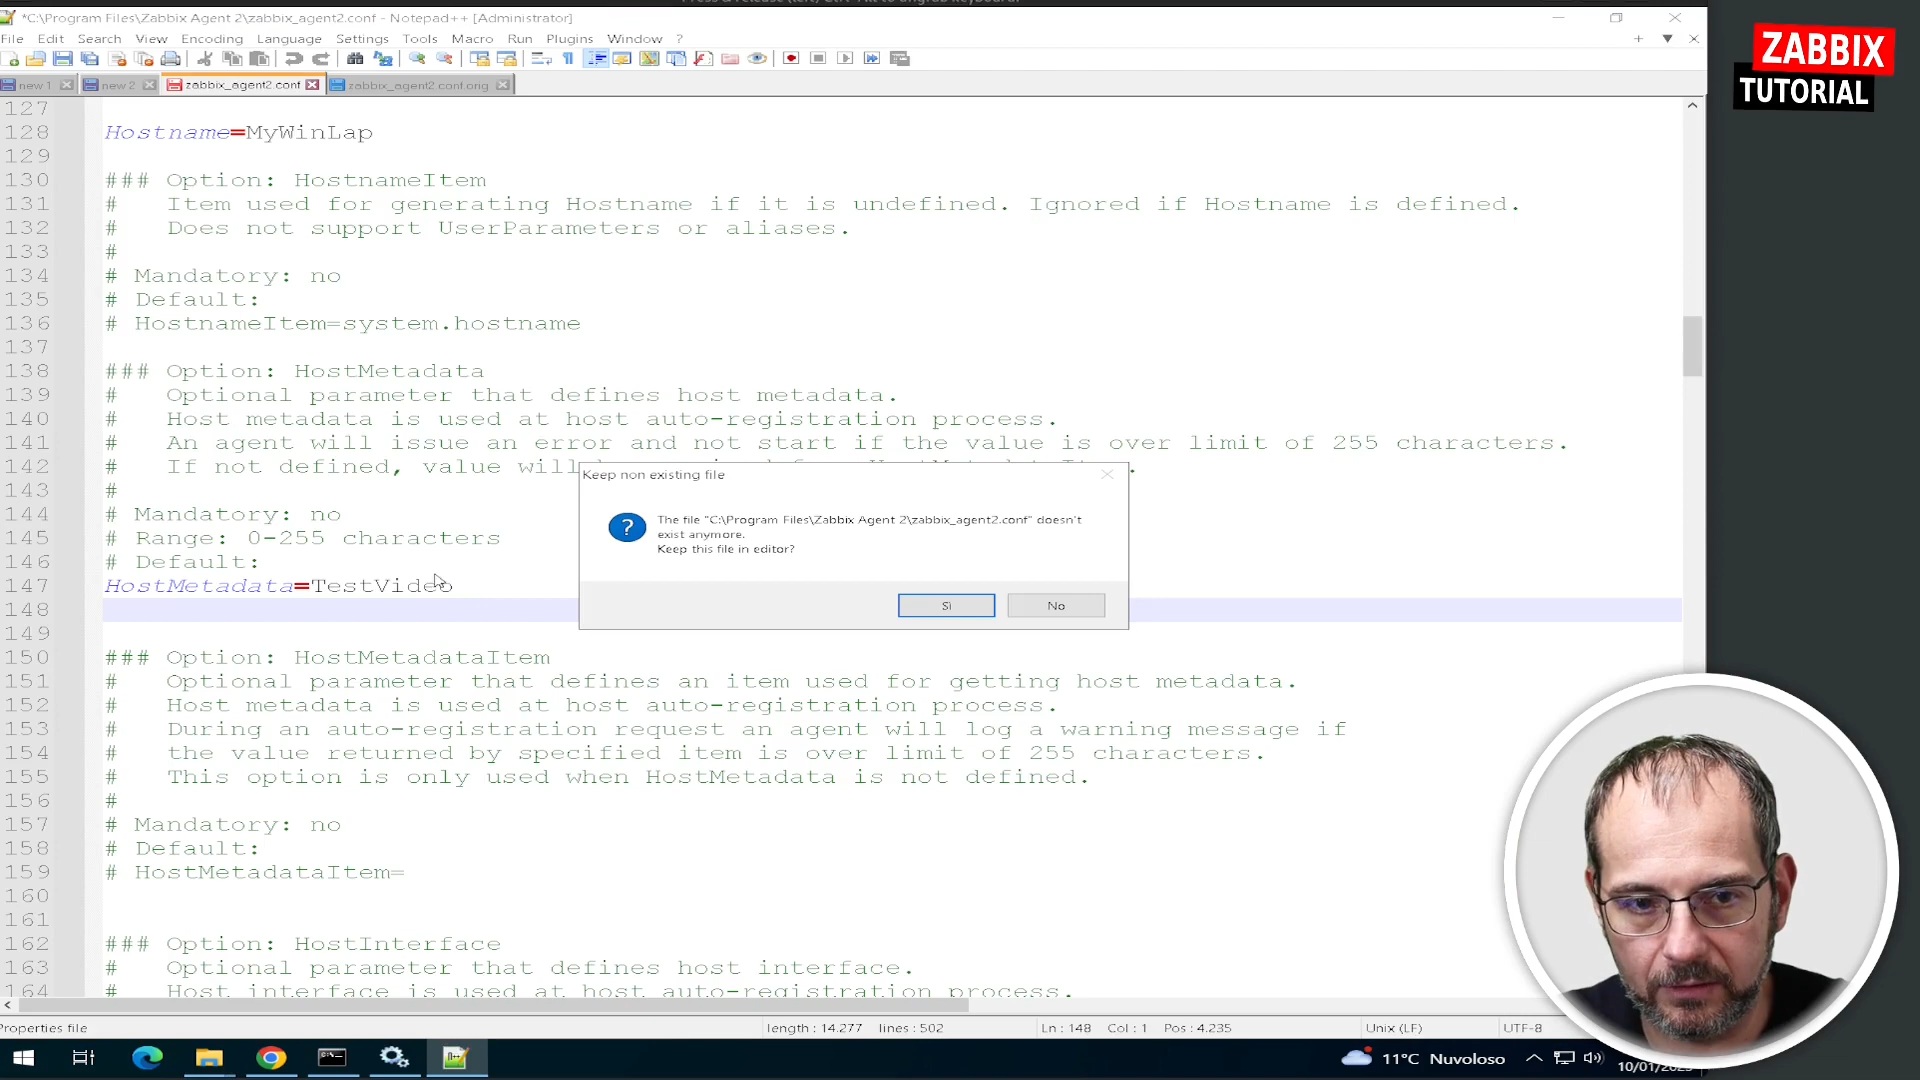 Press & release (left) Ctrl+Alt to ungrab keyboard.
*C:\Program Files\Zabbix Agent 2\zabbix_agent2.conf - Notepad++ [Administrator]
File Edit Search View Encoding Language Settings Tools Macro Run Plugins Window ?
new 1 new 2 zabbix_agent2.conf zabbix_agent2.conf.orig
ZABBIX
TUTORIAL
127
128 Hostname=MyWinLap
129
130 ### Option: HostnameItem
131 # Item used for generating Hostname if it is undefined. Ignored if Hostname is defined.
132 # Does not support UserParameters or aliases.
133 #
134 # Mandatory: no
135 # Default:
136 # HostnameItem=system.hostname
137
138 ### Option: HostMetadata
139 # Optional parameter that defines host metadata.
140 # Host metadata is used at host auto-registration process.
141 # An agent will issue an error and not start if the value is over limit of 255 characters.
142 # If not defined, value will
143 #
144 # Mandatory: no
145 # Range: 0-255 characters
146 # Default:
147 HostMetadata=TestVideo
148
149
150 ### Option: HostMetadataItem
151 # Optional parameter that defines an item used for getting host metadata.
152 # Host metadata is used at host auto-registration process.
153 # During an auto-registration request an agent will log a warning message if
154 # the value returned by specified item is over limit of 255 characters.
155 # This option is only used when HostMetadata is not defined.
156 #
157 # Mandatory: no
158 # Default:
159 # HostMetadataItem=
160
161
162 ### Option: HostInterface
163 # Optional parameter that defines host interface.
164 # Host interface is used at host auto-registration process.
Keep non existing file
The file "C:\Program Files\Zabbix Agent 2\zabbix_agent2.conf" doesn't
exist anymore.
Keep this file in editor?
Sì No
Properties file length : 14.277 lines : 502 Ln : 148 Col : 1 Pos : 4.235 Unix (LF) UTF-8
11°C Nuvoloso